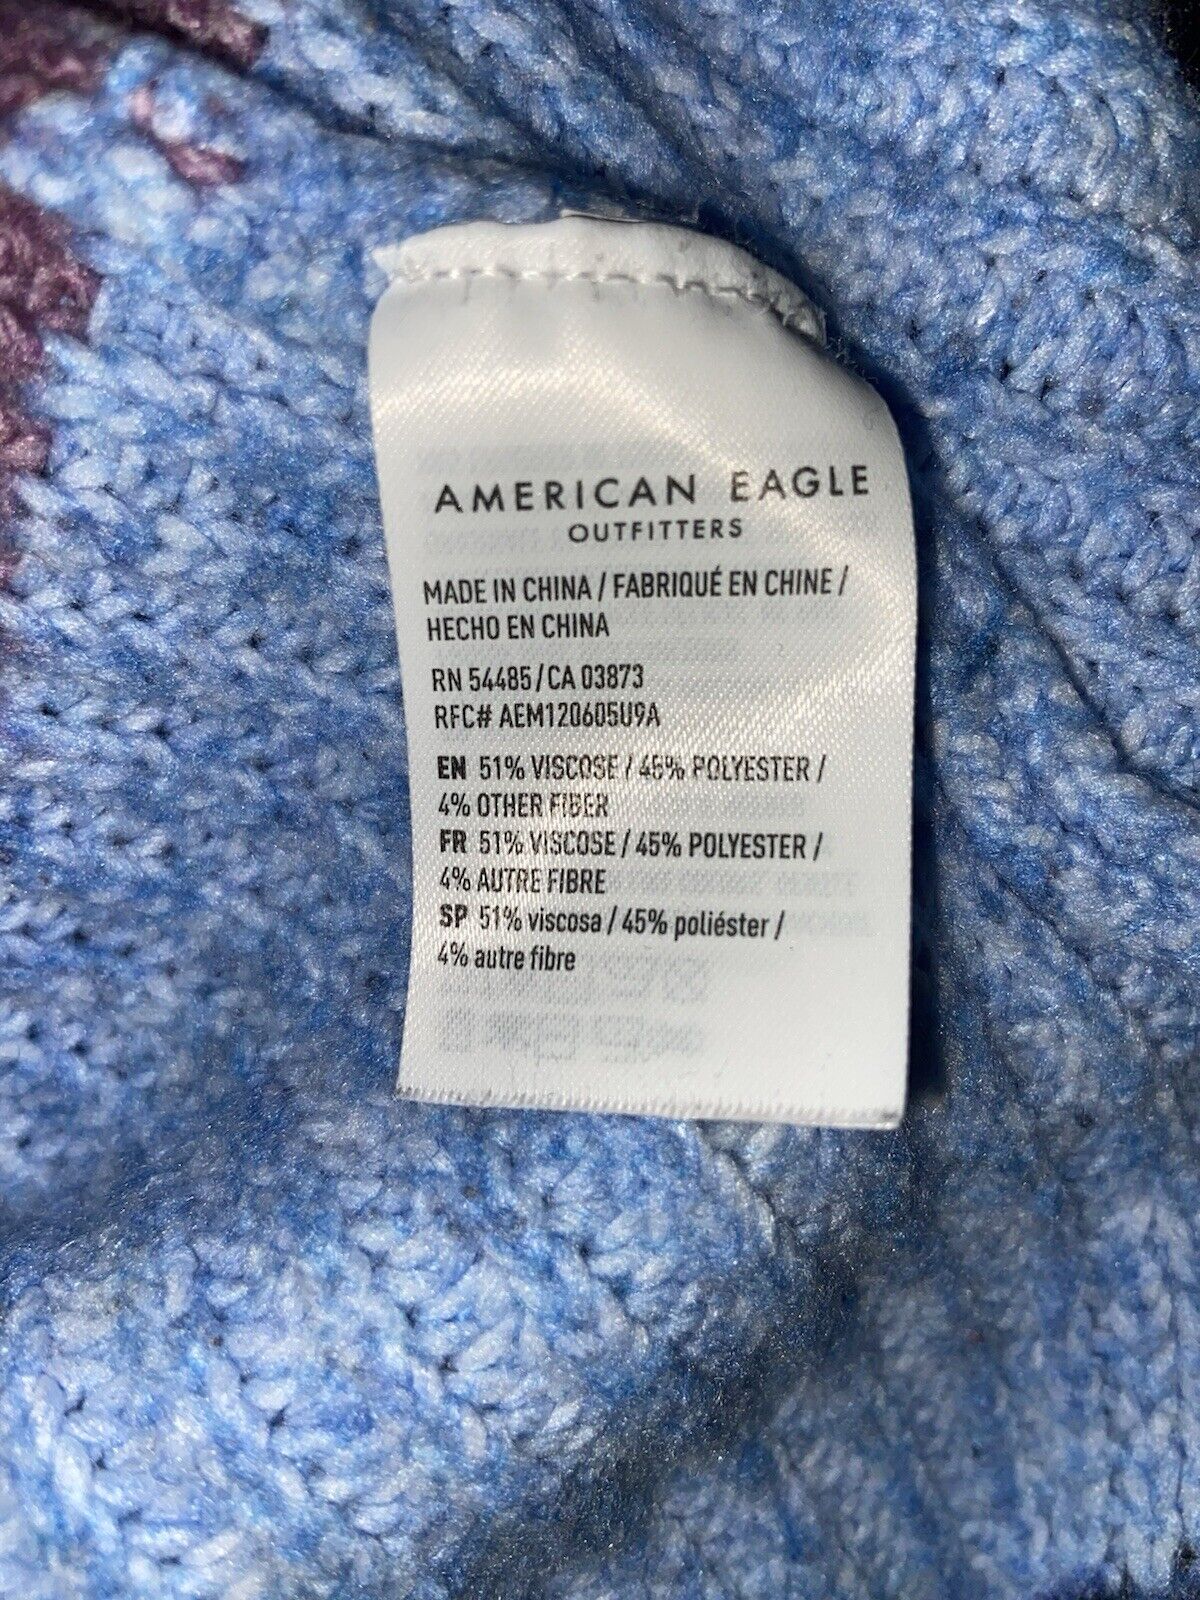 AMERICAN EAGLE
OUTFITTERS
MADE IN CHINA / FABRIQUÉ EN CHINE /
HECHO EN CHINA
RN 54485/CA 03873
RFC# AEM120605U9A
EN 51% VISCOSE / 45% POLYESTER /
4% OTHER FIBER
FR 51% VISCOSE / 45% POLYESTER /
4% AUTRE FIBRE
SP 51% viscosa / 45% poliéster /
4% autre fibre